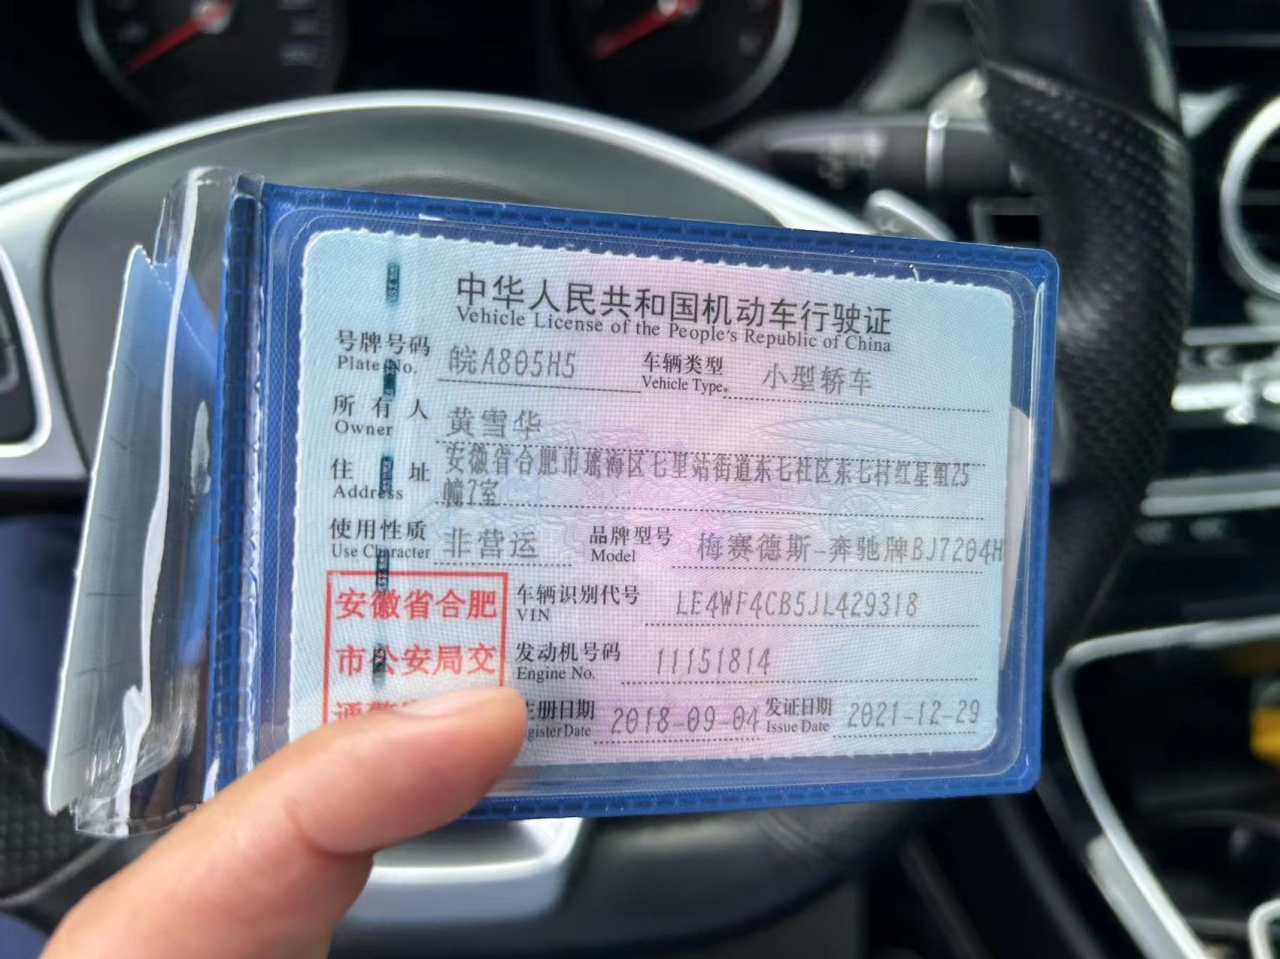 中华人民共和国机动车行驶证
Vehicle License of the People's Republic of China
号牌号码 皖A805H5 车辆类型 小型轿车
Plate No. Vehicle Type.
所有人 黄雪华
Owner
住址 安徽省合肥市瑶海区七里站街道东七社区东七村红星组25
Address 幢7室
使用性质 非营运 品牌型号 梅赛德斯-奔驰牌BJ7204H
Use Character Model
安徽省合肥 车辆识别代号 LE4WF4CB5JL429318
VIN
市公安局交 发动机号码 11151814
Engine No.
通 册日期 2018-09-04 发证日期 2021-12-29
Date Issue Date